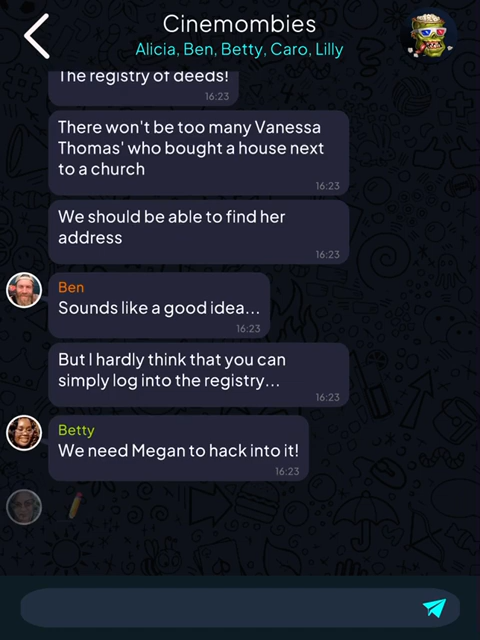 Cinemombies
Alicia, Ben, Betty, Caro, Lilly
The registry of deeds!
16:23
There won't be too many Vanessa
Thomas' who bought a house next
to a church
16:23
We should be able to find her
address
16:23
Ben
Sounds like a good idea...
16:23
But I hardly think that you can
simply log into the registry...
16:23
Betty
We need Megan to hack into it!
16:23